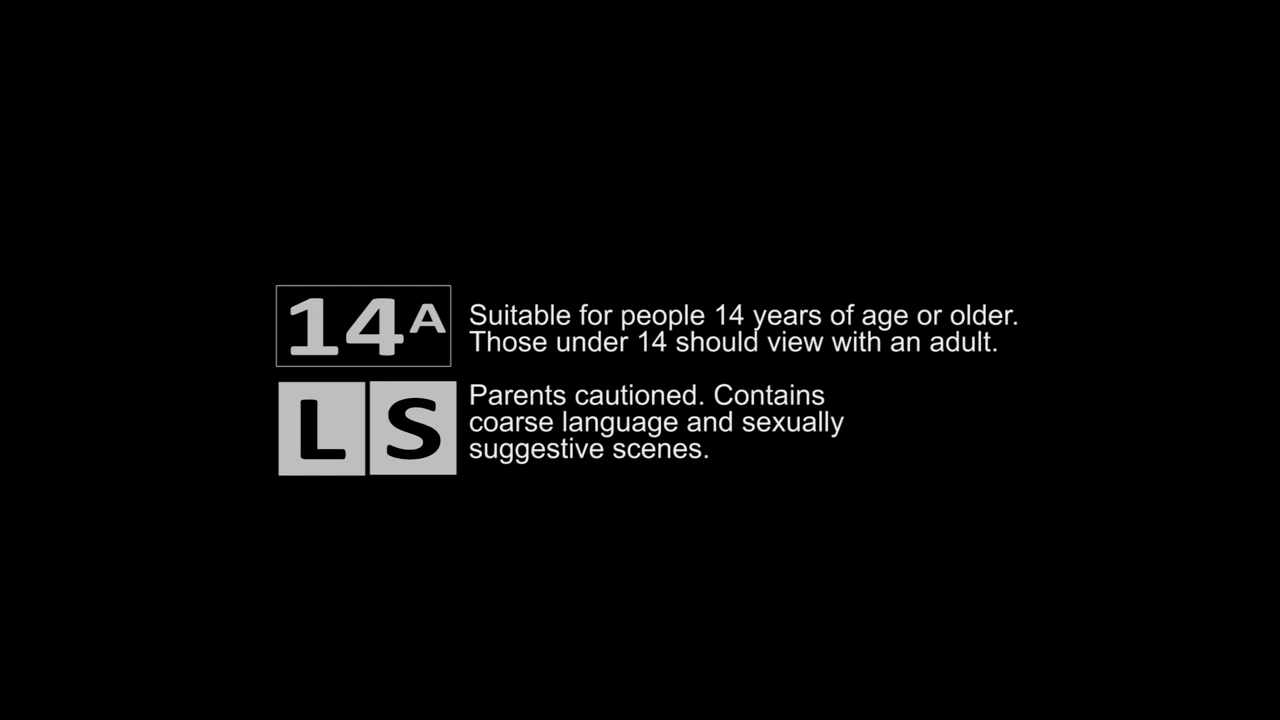 14A
Suitable for people 14 years of age or older.
Those under 14 should view with an adult.
L S
Parents cautioned. Contains
coarse language and sexually
suggestive scenes.